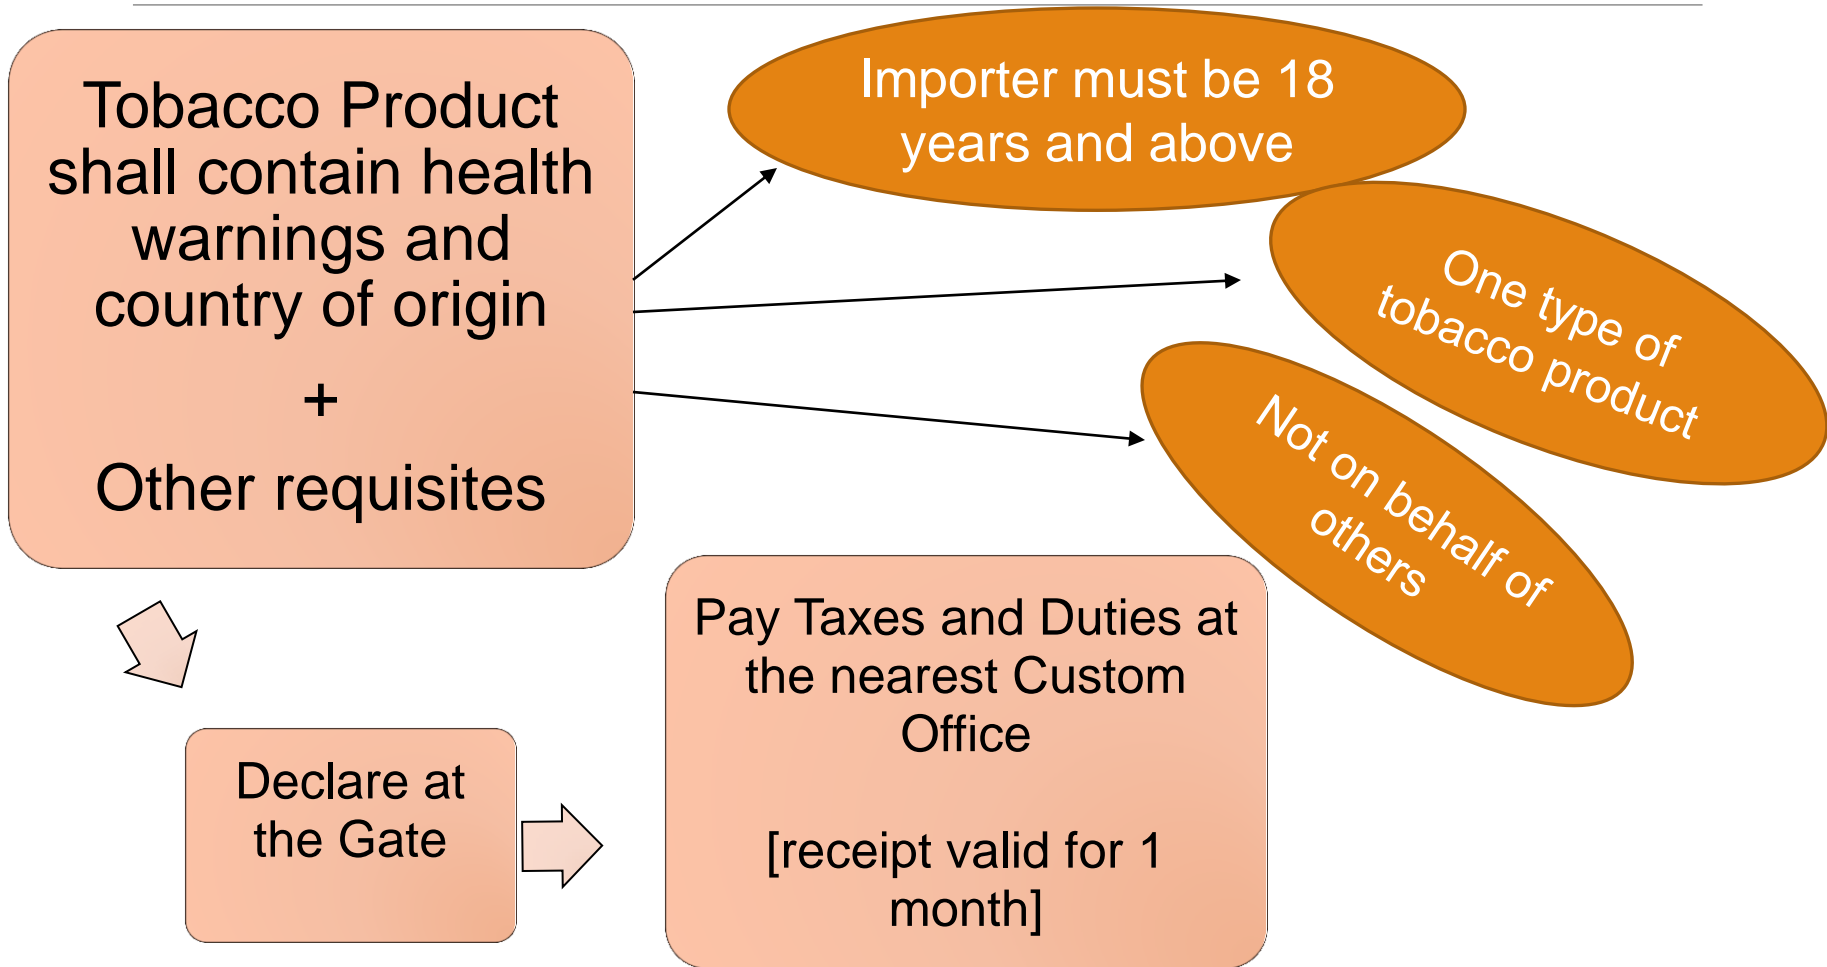 Tobacco Product
shall contain health
warnings and
country of origin
+
Other requisites
Importer must be 18
years and above
One type of
tobacco product
Not on behalf of
others
Declare at
the Gate
Pay Taxes and Duties at
the nearest Custom
Office
[receipt valid for 1
month]